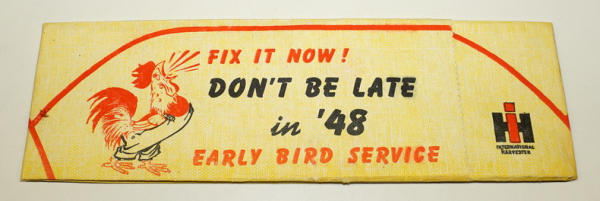 FIX IT NOW!
DON'T BE LATE
in '48
EARLY BIRD SERVICE
IH
INTERNATIONAL
HARVESTER